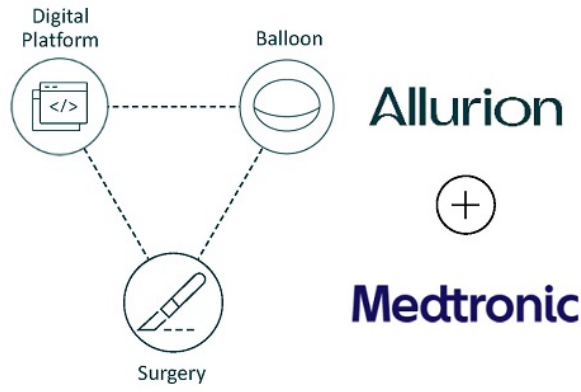 Digital
Platform
Balloon
</>
Allurion
+
Medtronic
Surgery